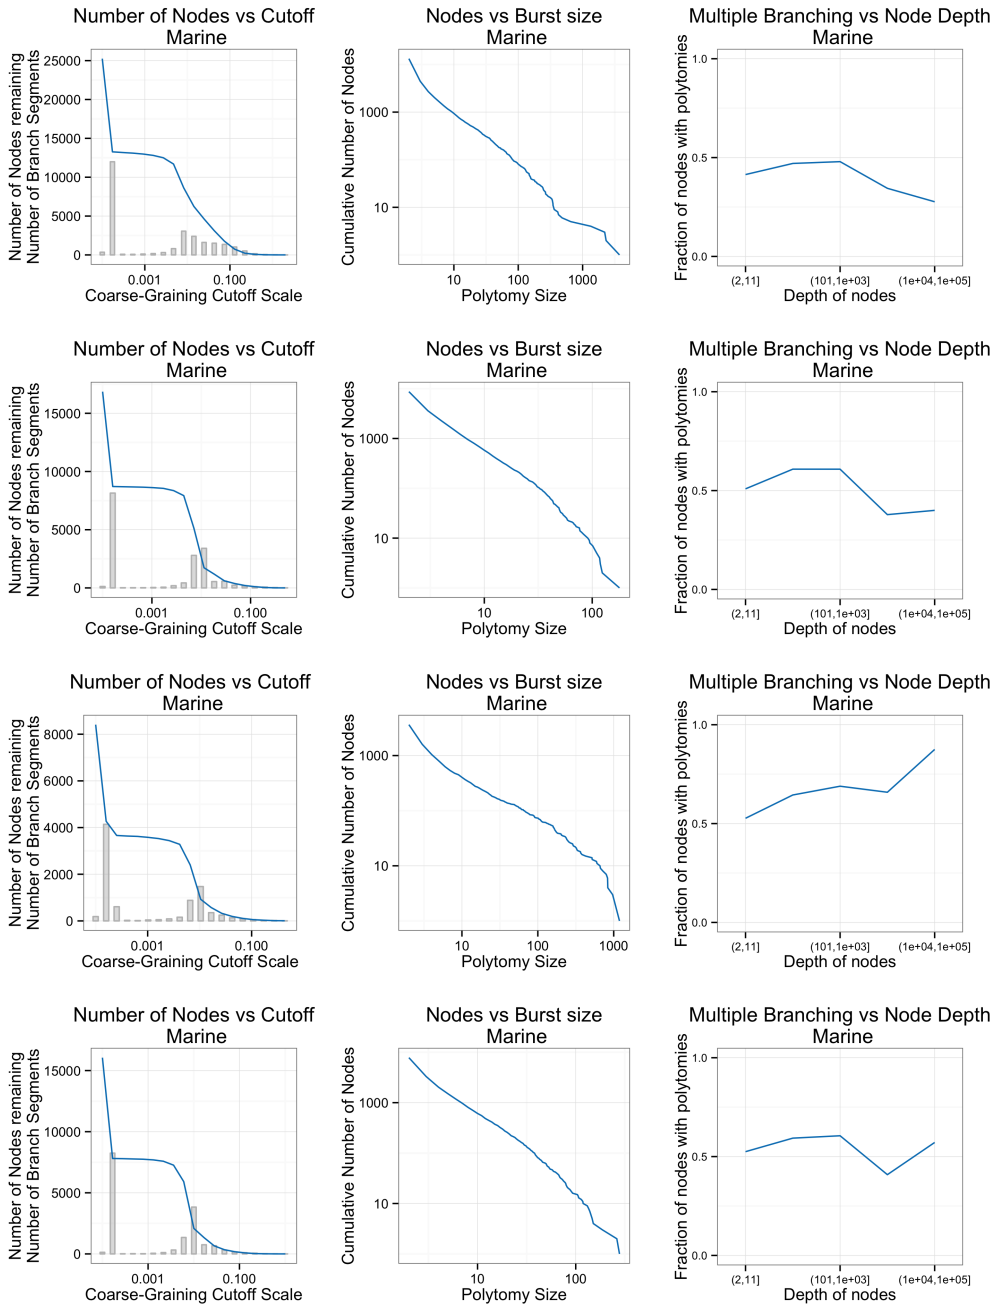 Number of Nodes vs Cutoff
Marine
Number of Nodes remaining
Number of Branch Segments
25000
20000
15000
10000
5000
0
0.001
0.100
Coarse-Graining Cutoff Scale
Nodes vs Burst size
Marine
Cumulative Number of Nodes
1000
10
10
100
1000
Polytomy Size
Multiple Branching vs Node Depth
Marine
Fraction of nodes with polytomies
1.0
0.5
0.0
(2,11]
(101,1e+03]
(1e+04,1e+05]
Depth of nodes
Number of Nodes vs Cutoff
Marine
Number of Nodes remaining
Number of Branch Segments
15000
10000
5000
0
0.001
0.100
Coarse-Graining Cutoff Scale
Nodes vs Burst size
Marine
Cumulative Number of Nodes
1000
10
10
100
Polytomy Size
Multiple Branching vs Node Depth
Marine
Fraction of nodes with polytomies
1.0
0.5
0.0
(2,11]
(101,1e+03]
(1e+04,1e+05]
Depth of nodes
Number of Nodes vs Cutoff
Marine
Number of Nodes remaining
Number of Branch Segments
8000
6000
4000
2000
0
0.001
0.100
Coarse-Graining Cutoff Scale
Nodes vs Burst size
Marine
Cumulative Number of Nodes
1000
10
10
100
1000
Polytomy Size
Multiple Branching vs Node Depth
Marine
Fraction of nodes with polytomies
1.0
0.5
0.0
(2,11]
(101,1e+03]
(1e+04,1e+05]
Depth of nodes
Number of Nodes vs Cutoff
Marine
Number of Nodes remaining
Number of Branch Segments
15000
10000
5000
0
0.001
0.100
Coarse-Graining Cutoff Scale
Nodes vs Burst size
Marine
Cumulative Number of Nodes
1000
10
10
100
Polytomy Size
Multiple Branching vs Node Depth
Marine
Fraction of nodes with polytomies
1.0
0.5
0.0
(2,11]
(101,1e+03]
(1e+04,1e+05]
Depth of nodes